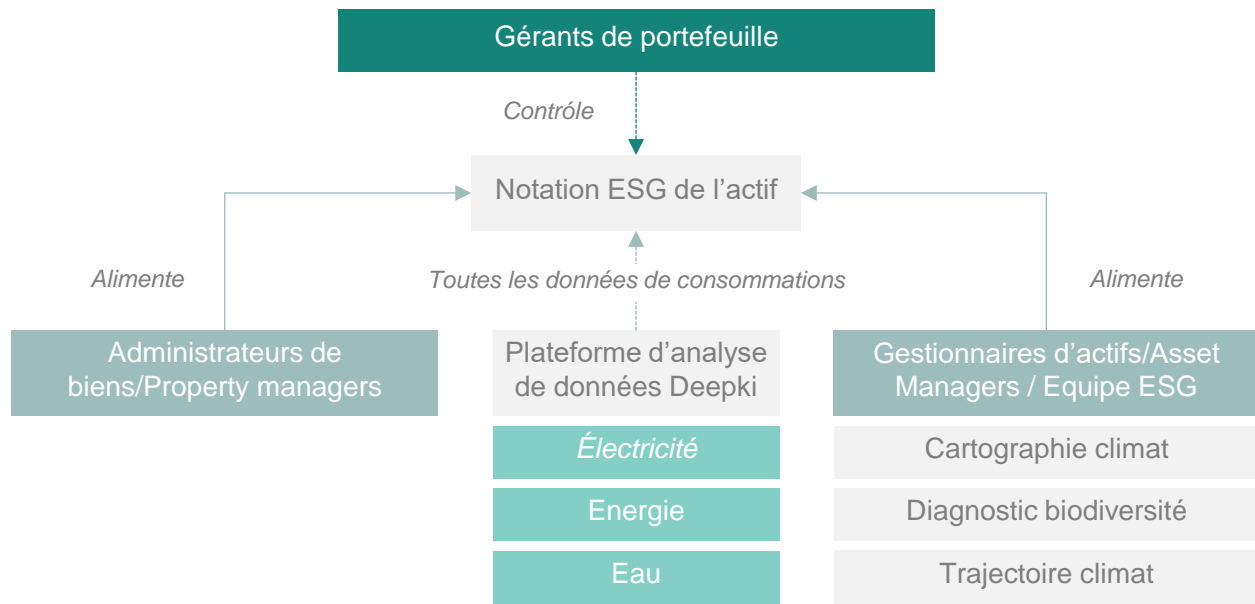 Gérants de portefeuille
Contróle
Notation ESG de l'actif
Alimente
Toutes les données de consommations
Alimente
Administrateurs de
biens/Property managers
Plateforme d'analyse
de données Deepki
Gestionnaires d'actifs/Asset
Managers / Equipe ESG
Électricité
Energie
Eau
Cartographie climat
Diagnostic biodiversité
Trajectoire climat